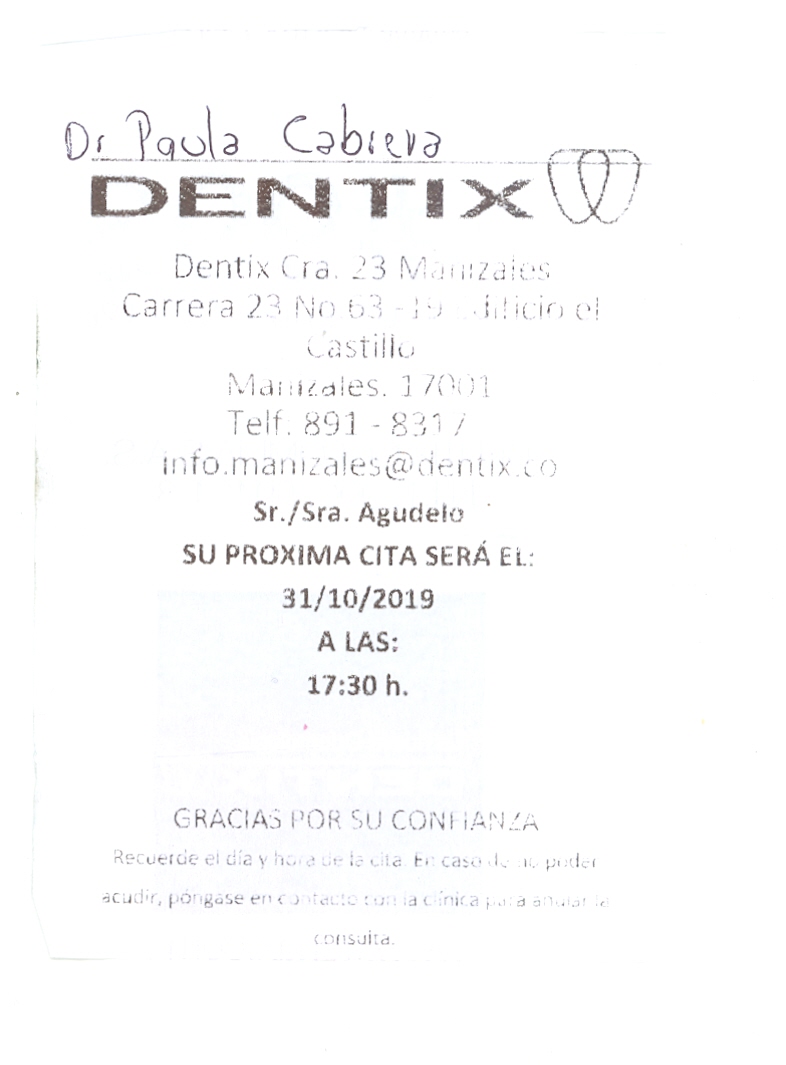 Dr Paula Cabrera
DENTIX
Dentix Cra. 23 Manizales
Carrera 23 No 63 -19 Edificio el
Castillo
Manizales. 17001
Telf: 891 - 8317
info.manizales@dentix.co
Sr./Sra. Agudelo
SU PROXIMA CITA SERÁ EL:
31/10/2019
A LAS:
17:30 h.
GRACIAS POR SU CONFIANZA
Recuerde el día y hora de la cita. En caso de no poder
acudir, póngase en contacto con la clínica para anular la
consulta.